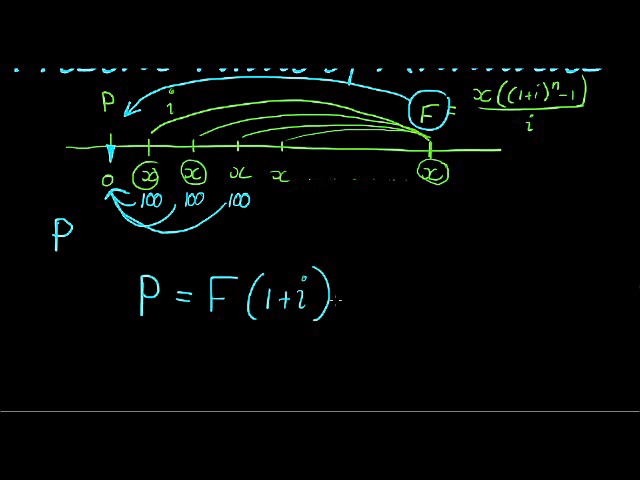 P i F = x((1+i)^n-1)/i
0 x x x x . . . . . . . . . x
100 100 100
P
P = F(1+i)